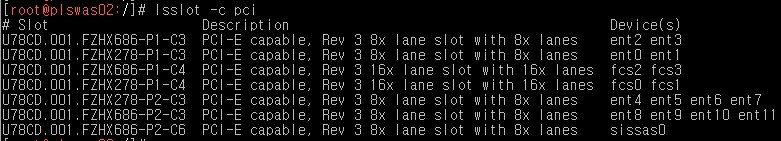 [root@plswas02:/]# lsslot -c pci
# Slot Description Device(s)
U78CD.001.FZHX686-P1-C3 PCI-E capable, Rev 3 8x lane slot with 8x lanes ent2 ent3
U78CD.001.FZHX278-P1-C3 PCI-E capable, Rev 3 8x lane slot with 8x lanes ent0 ent1
U78CD.001.FZHX686-P1-C4 PCI-E capable, Rev 3 16x lane slot with 16x lanes fcs2 fcs3
U78CD.001.FZHX278-P1-C4 PCI-E capable, Rev 3 16x lane slot with 16x lanes fcs0 fcs1
U78CD.001.FZHX278-P2-C3 PCI-E capable, Rev 3 8x lane slot with 8x lanes ent4 ent5 ent6 ent7
U78CD.001.FZHX686-P2-C3 PCI-E capable, Rev 3 8x lane slot with 8x lanes ent8 ent9 ent10 ent11
U78CD.001.FZHX686-P2-C6 PCI-E capable, Rev 3 8x lane slot with 8x lanes sissas0